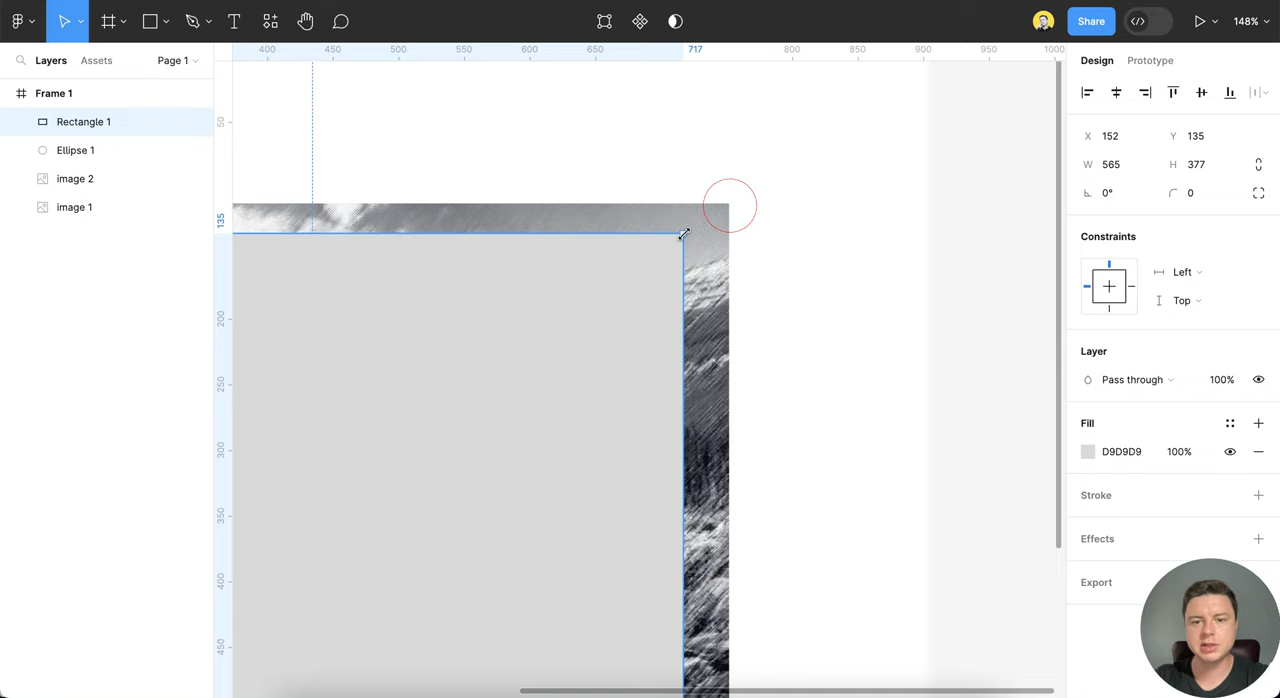 Share
148%
Layers
Assets
Page 1
Frame 1
Rectangle 1
Ellipse 1
image 2
image 1
400
450
500
550
600
650
717
800
850
900
950
1000
50
135
200
250
300
350
400
450
Design
Prototype
X 152
Y 135
W 565
H 377
0°
0
Constraints
Left
Top
Layer
Pass through
100%
Fill
D9D9D9
100%
Stroke
Effects
Export